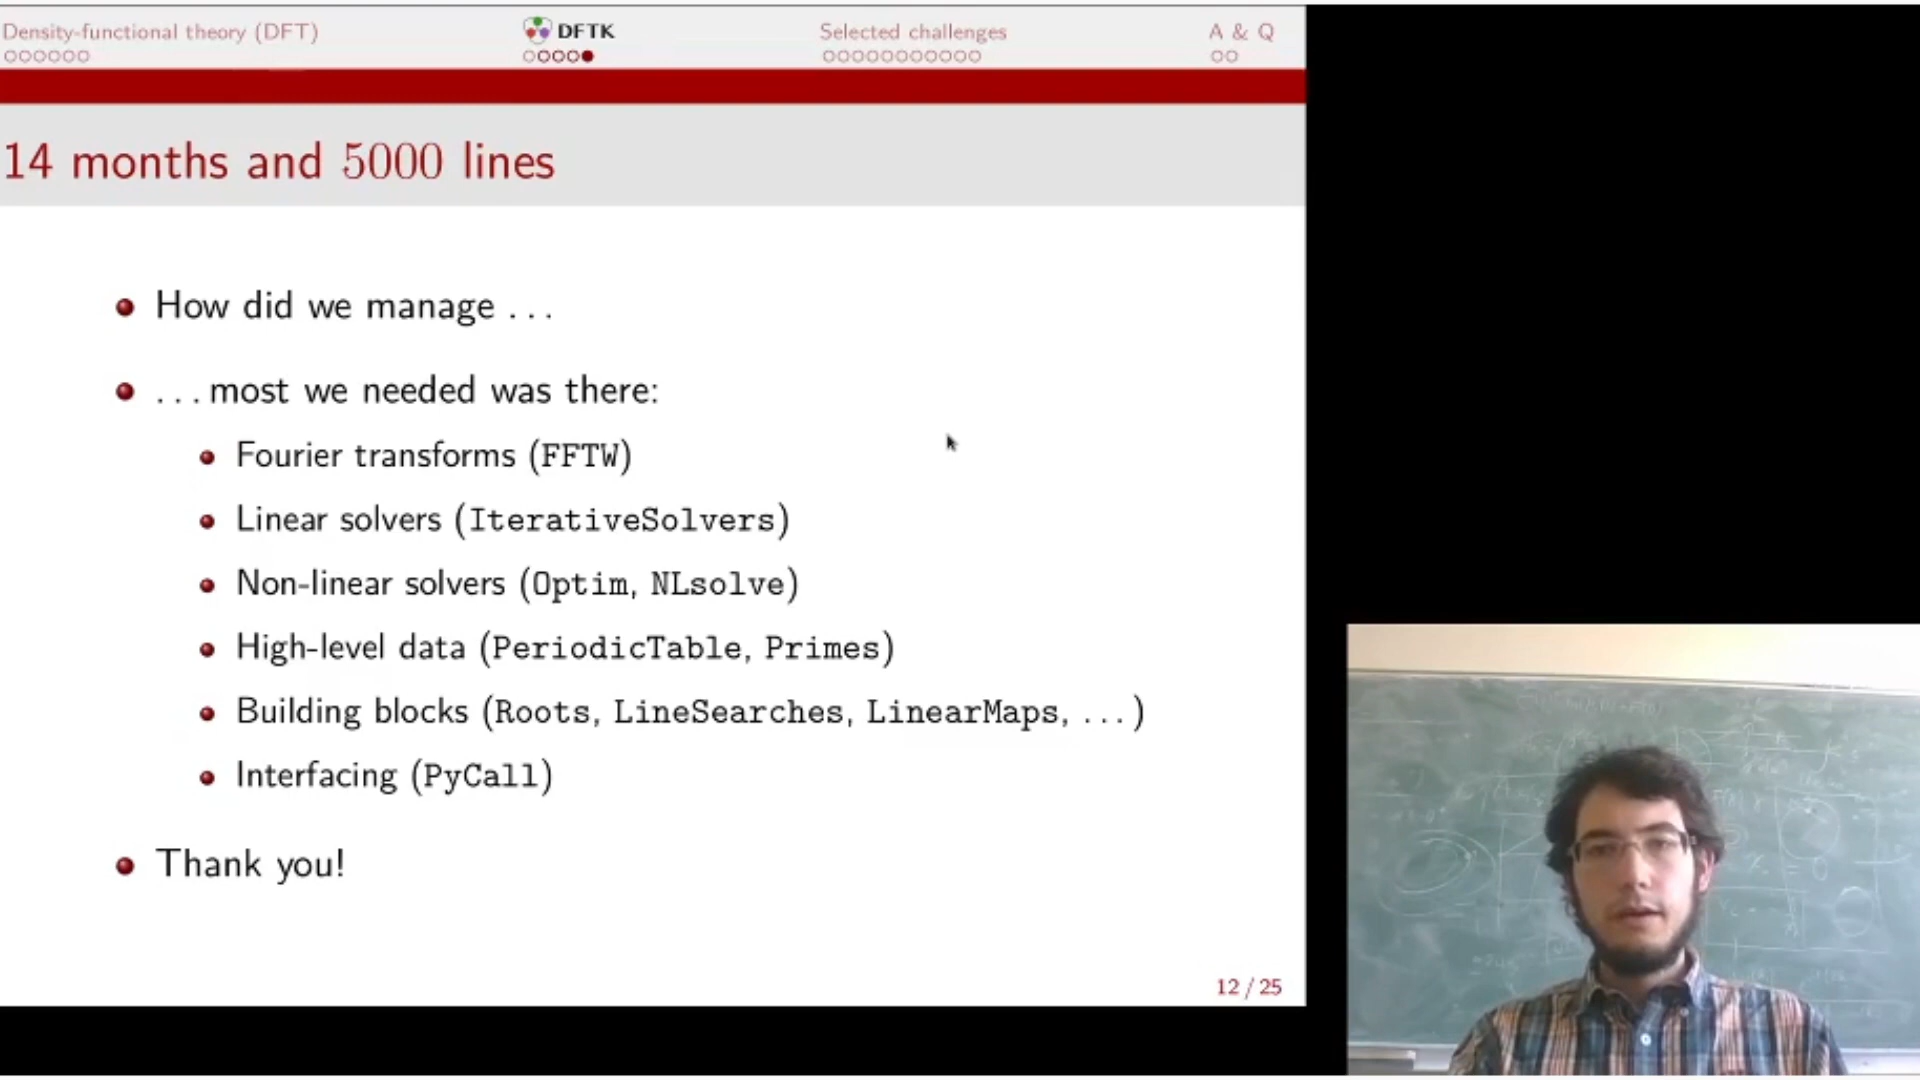 Density-functional theory (DFT) DFTK Selected challenges A & Q
14 months and 5000 lines
How did we manage . . .
. . . most we needed was there:
Fourier transforms (FFTW)
Linear solvers (IterativeSolvers)
Non-linear solvers (Optim, NLsolve)
High-level data (PeriodicTable, Primes)
Building blocks (Roots, LineSearches, LinearMaps, . . . )
Interfacing (PyCall)
Thank you!
12 / 25